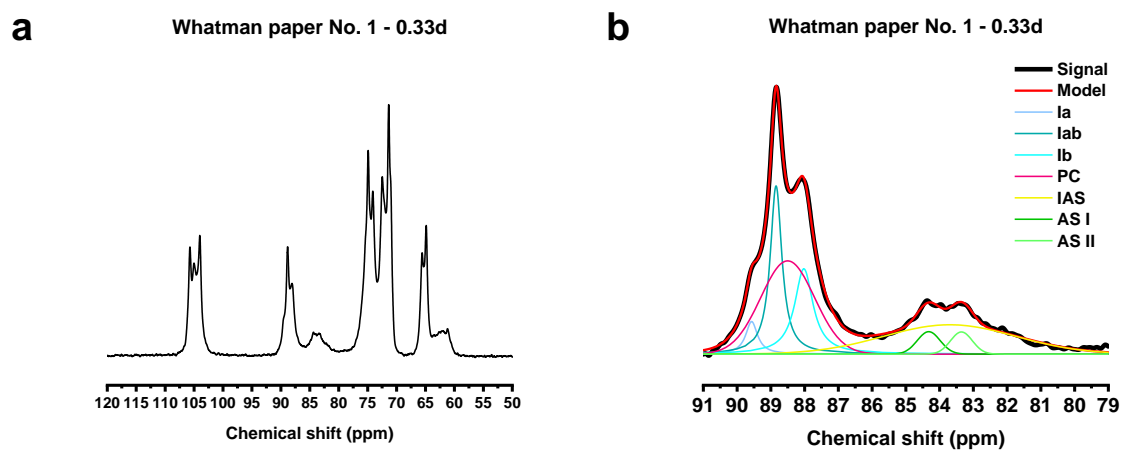 a
Whatman paper No. 1 - 0.33d
120 115 110 105 100 95 90 85 80 75 70 65 60 55 50
Chemical shift (ppm)
b
Whatman paper No. 1 - 0.33d
Signal
Model
Ia
Iab
Ib
PC
IAS
AS I
AS II
91 90 89 88 87 86 85 84 83 82 81 80 79
Chemical shift (ppm)